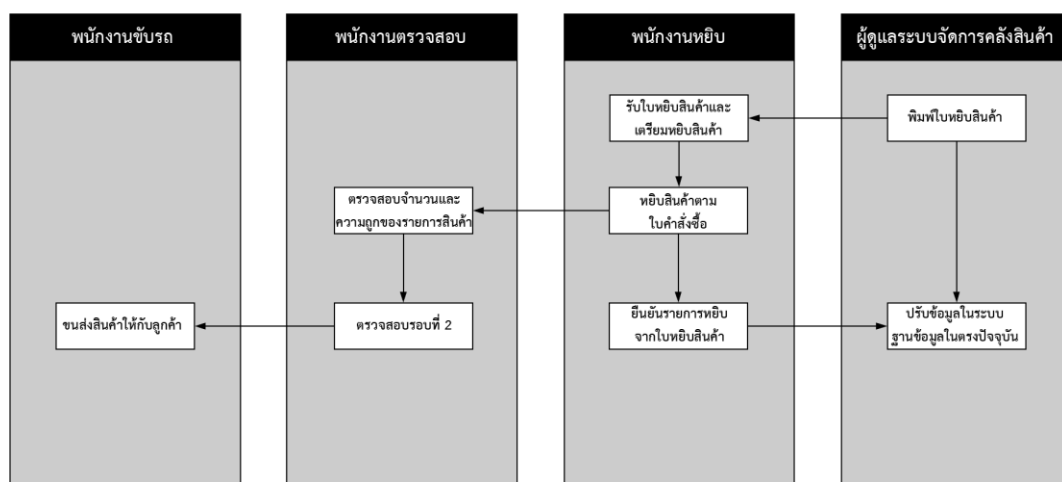 พนักงานขับรถ
พนักงานตรวจสอบ
พนักงานหยิบ
ผู้ดูแลระบบจัดการคลังสินค้า
รับใบหยิบสินค้าและ
เตรียมหยิบสินค้า
พิมพ์ใบหยิบสินค้า
ตรวจสอบจำนวนและ
ความถูกของรายการสินค้า
หยิบสินค้าตาม
ใบคำสั่งซื้อ
ขนส่งสินค้าให้กับลูกค้า
ตรวจสอบรอบที่ 2
ยืนยันรายการหยิบ
จากใบหยิบสินค้า
ปรับข้อมูลในระบบ
ฐานข้อมูลในตรงปัจจุบัน